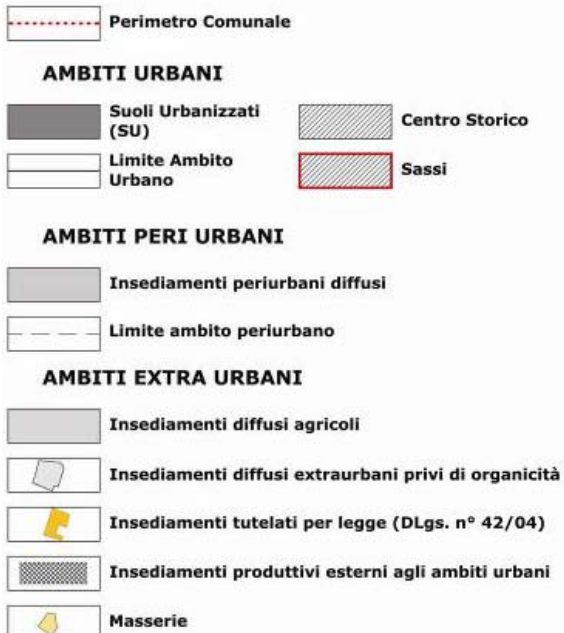 Perimetro Comunale
AMBITI URBANI
Suoli Urbanizzati
(SU)
Centro Storico
Limite Ambito
Urbano
Sassi
AMBITI PERI URBANI
Insediamenti periurbani diffusi
Limite ambito periurbano
AMBITI EXTRA URBANI
Insediamenti diffusi agricoli
Insediamenti diffusi extraurbani privi di organicità
Insediamenti tutelati per legge (DLgs. n° 42/04)
Insediamenti produttivi esterni agli ambiti urbani
Masserie